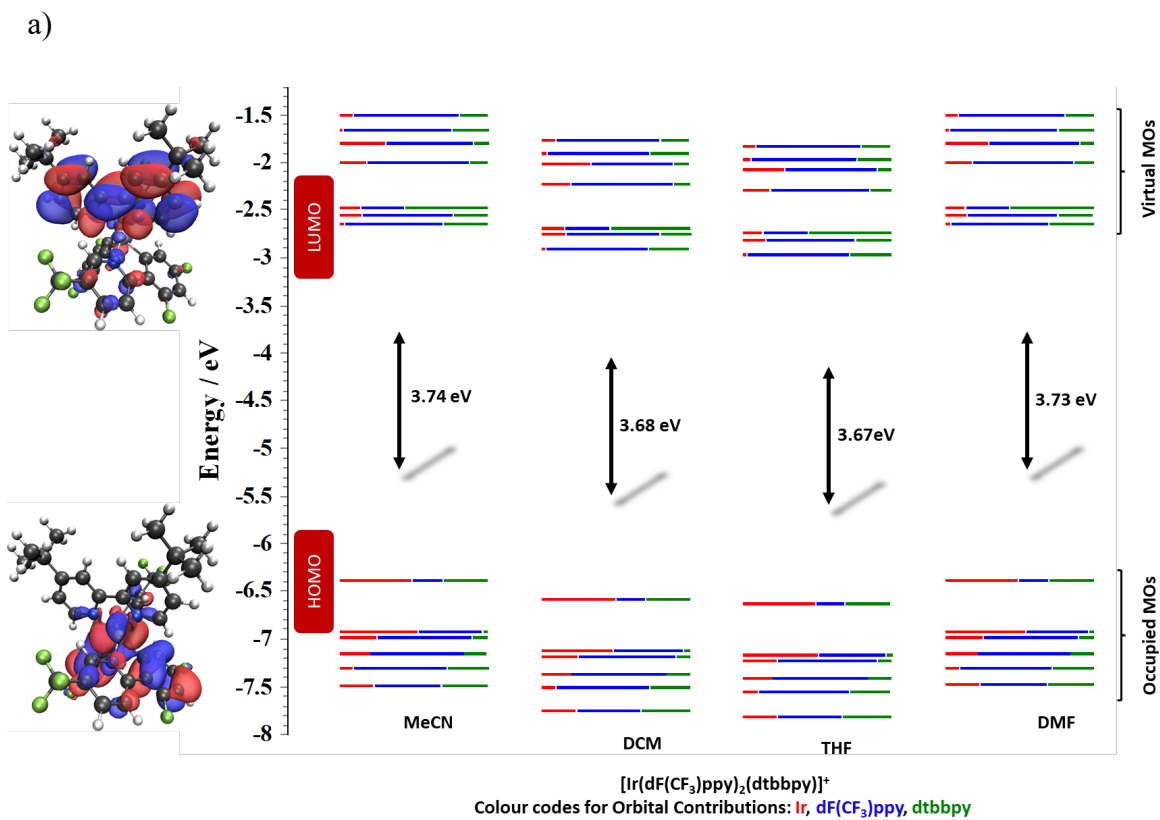 a)
-1.5
-2
-2.5
-3
-3.5
-4
-4.5
-5
-5.5
-6
-6.5
-7
-7.5
-8
Energy / eV
LUMO
HOMO
3.74 eV
3.68 eV
3.67eV
3.73 eV
Virtual MOs
Occupied MOs
MeCN
DCM
THF
DMF
[Ir(dF(CF₃)ppy)₂(dtbbpy)]⁺
Colour codes for Orbital Contributions: Ir, dF(CF₃)ppy, dtbbpy